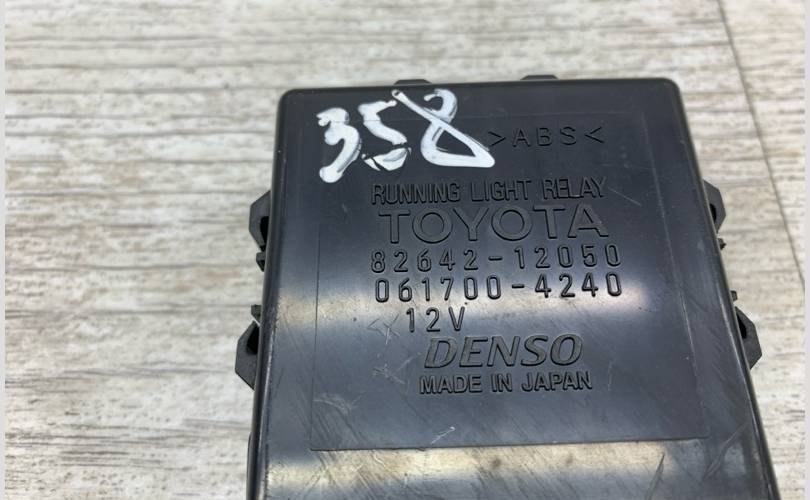 358
>ABS<
RUNNING LIGHT RELAY
TOYOTA
82642-12050
061700-4240
12V
DENSO
MADE IN JAPAN